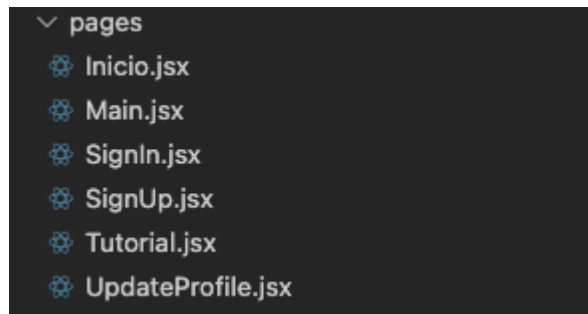 pages
Inicio.jsx
Main.jsx
SignIn.jsx
SignUp.jsx
Tutorial.jsx
UpdateProfile.jsx